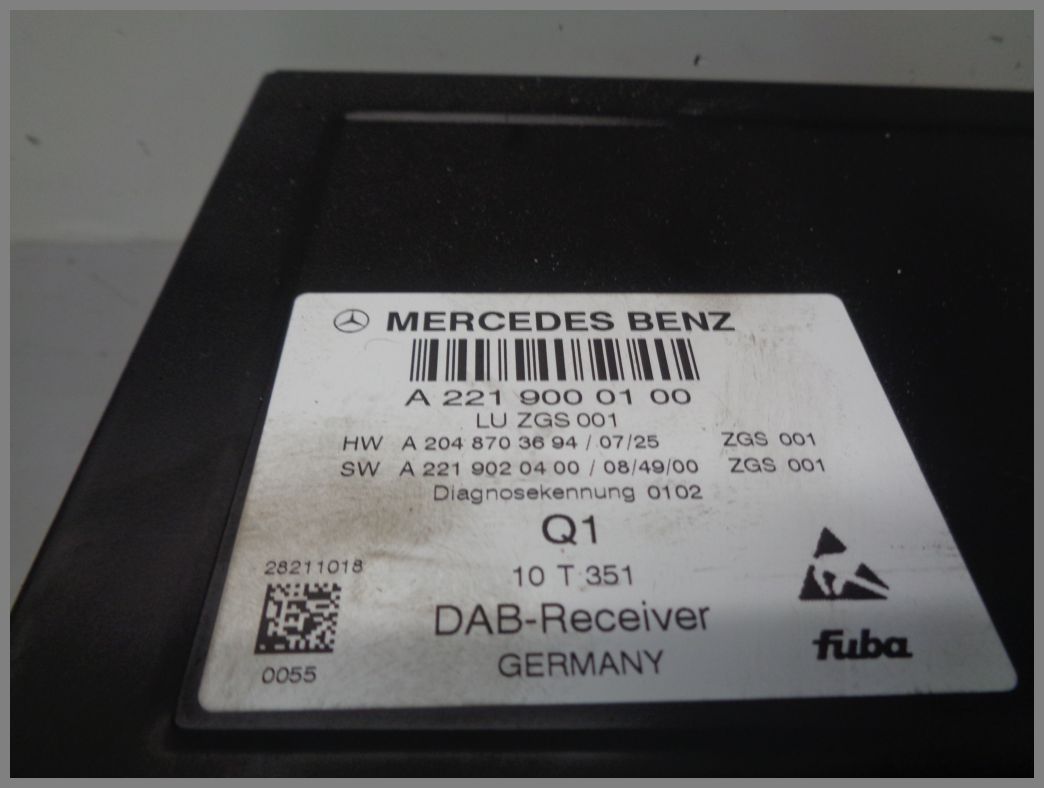 MERCEDES BENZ
A 221 900 01 00
LU ZGS 001
HW A 204 870 36 94 / 07/25 ZGS 001
SW A 221 902 04 00 / 08/49/00 ZGS 001
Diagnosekennung 0102
Q1
28211018
10 T 351
DAB-Receiver
fuba
GERMANY
0055